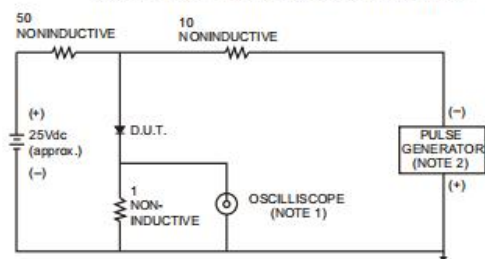 50
NONINDUCTIVE
10
NONINDUCTIVE
(+)
25Vdc
(approx.)
(–)
D.U.T.
1
NON-
INDUCTIVE
OSCILLISCOPE
(NOTE 1)
(–)
PULSE
GENERATOR
(NOTE 2)
(+)